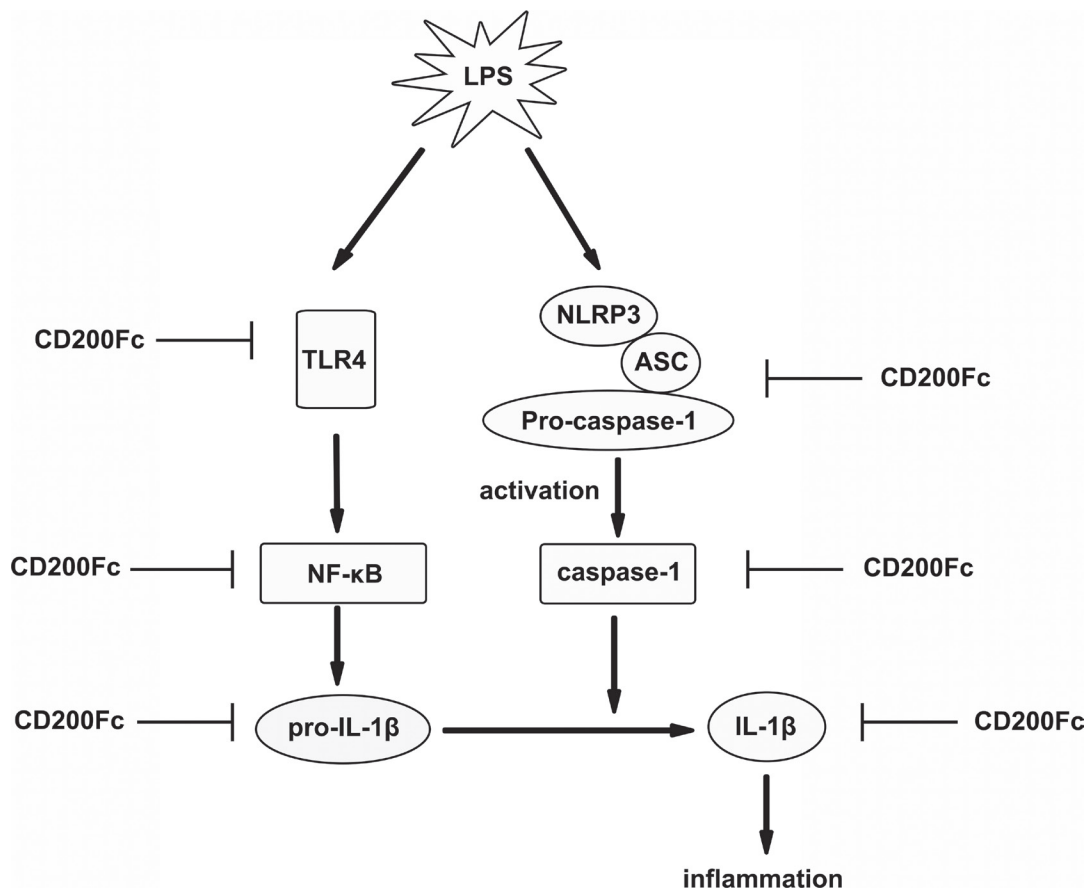 LPS
NLRP3
CD200Fc
TLR4
ASC
CD200Fc
Pro-caspase-1
activation
CD200Fc
NF-κB
caspase-1
CD200Fc
CD200Fc
pro-IL-1β
IL-1β
CD200Fc
inflammation